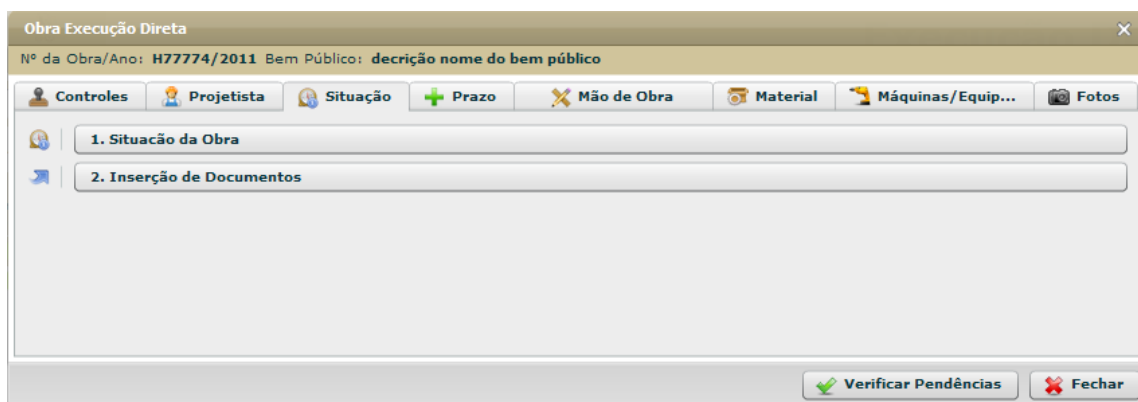 Obra Execução Direta
Nº da Obra/Ano: H77774/2011 Bem Público: decrição nome do bem público
Controles Projetista Situação Prazo Mão de Obra Material Máquinas/Equip... Fotos
1. Situacão da Obra
2. Inserção de Documentos
Verificar Pendências Fechar